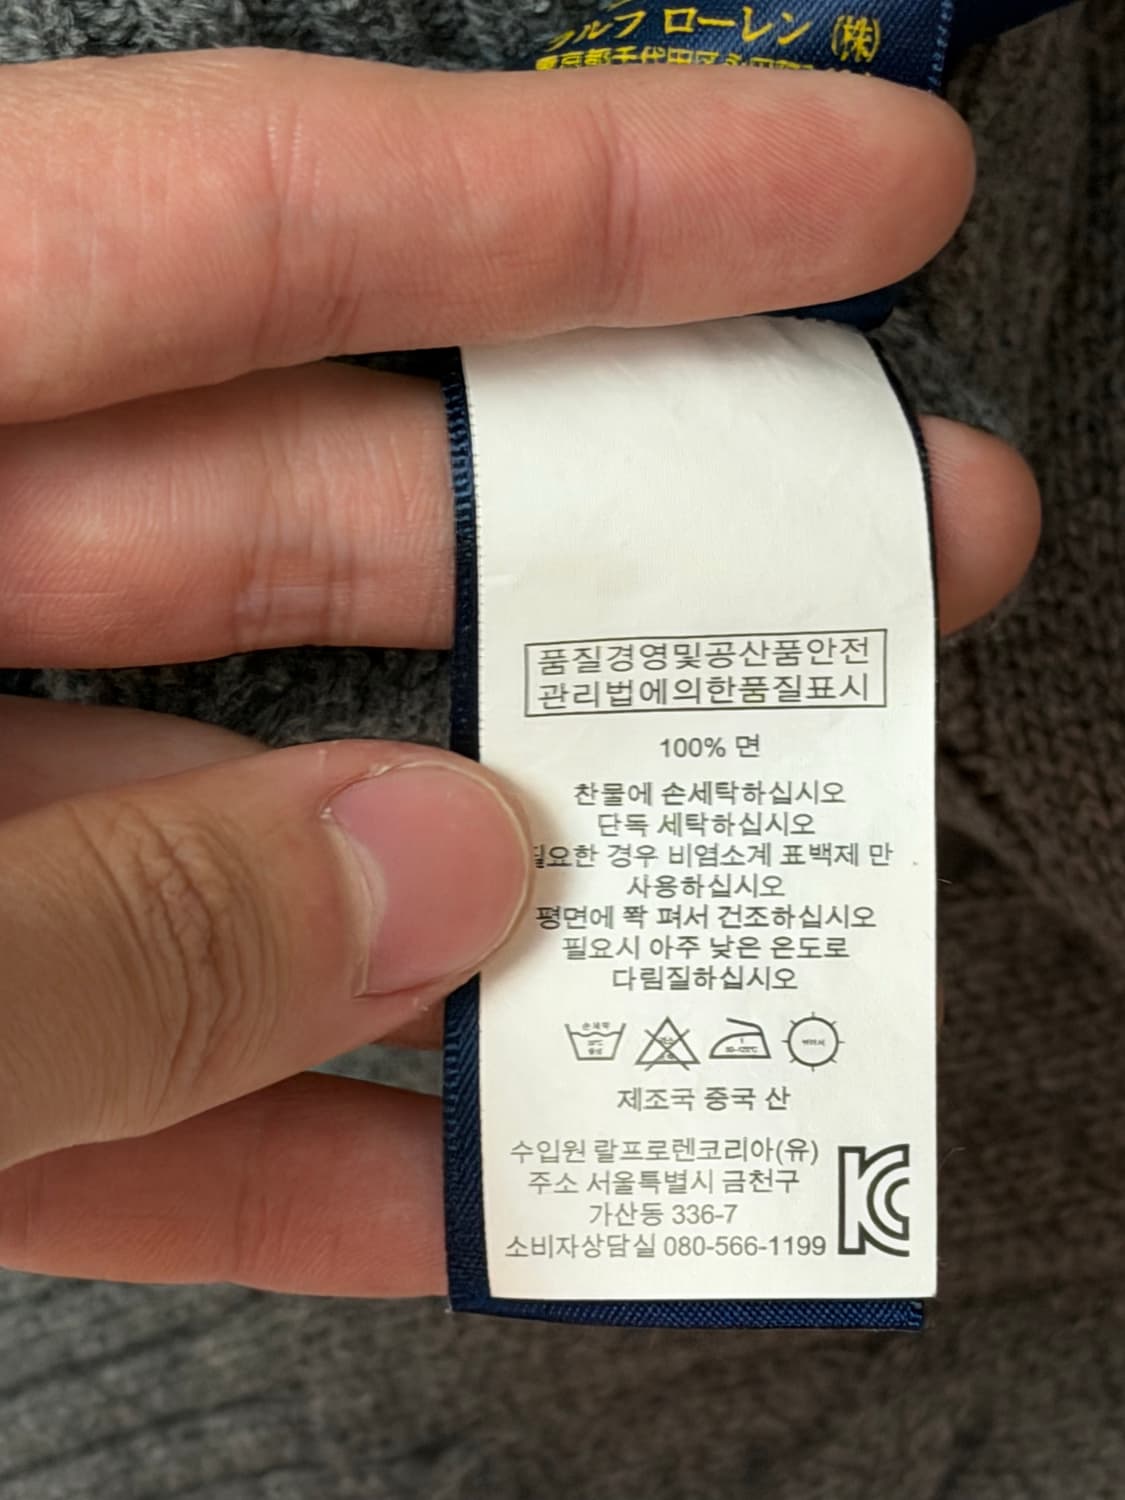 ラルフ ローレン (株)
品질경영및공산품안전
관리법에의한품질표시
100% 면
찬물에 손세탁하십시오
단독 세탁하십시오
필요한 경우 비염소계 표백제 만
사용하십시오
평면에 쫙 펴서 건조하십시오
필요시 아주 낮은 온도로
다림질하십시오
손세탁
제조국 중국 산
수입원 랄프로렌코리아(유)
주소 서울특별시 금천구
가산동 336-7
소비자상담실 080-566-1199
KC